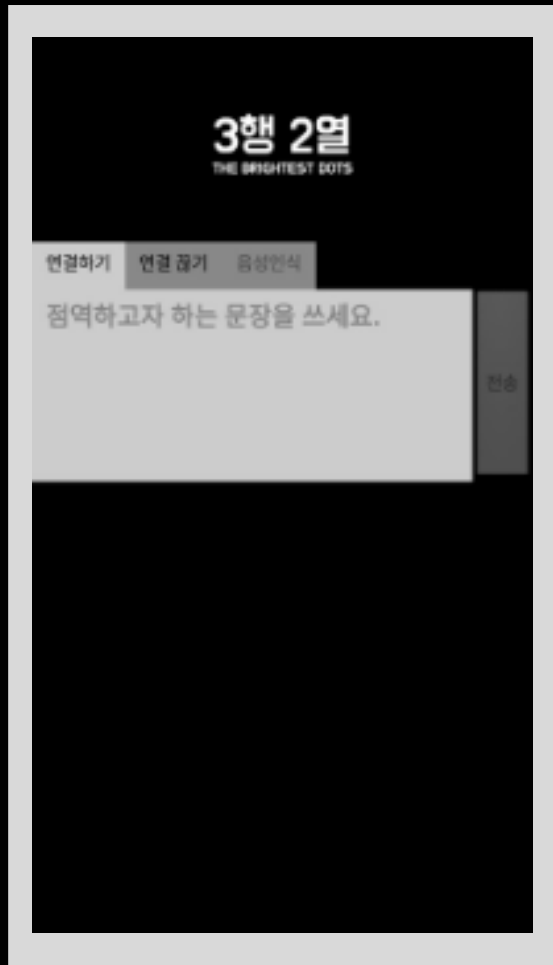 3행 2열
THE BRIGHTEST DOTS
연결하기 연결 끊기 음성인식
점역하고자 하는 문장을 쓰세요.
전송